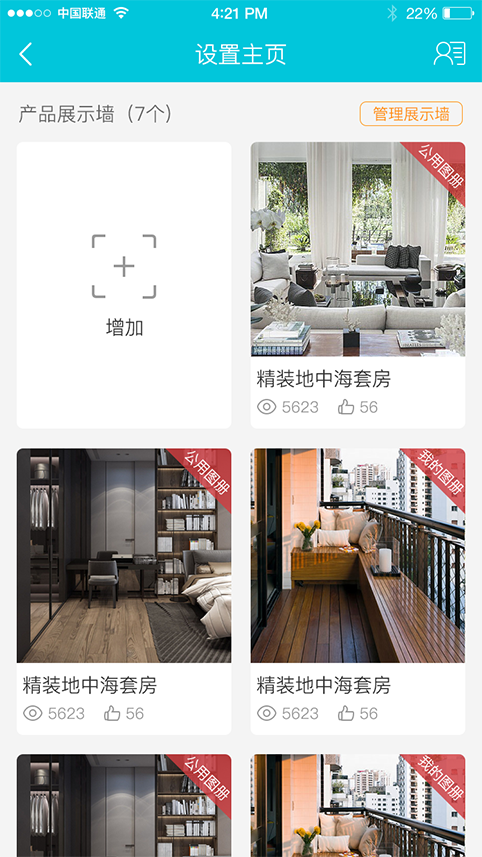 中国联通 4:21 PM 22%
设置主页
产品展示墙（7个） 管理展示墙
增加
公用图册
精装地中海套房
5623 56
公用图册
精装地中海套房
5623 56
我的图册
精装地中海套房
5623 56
公用图册
我的图册